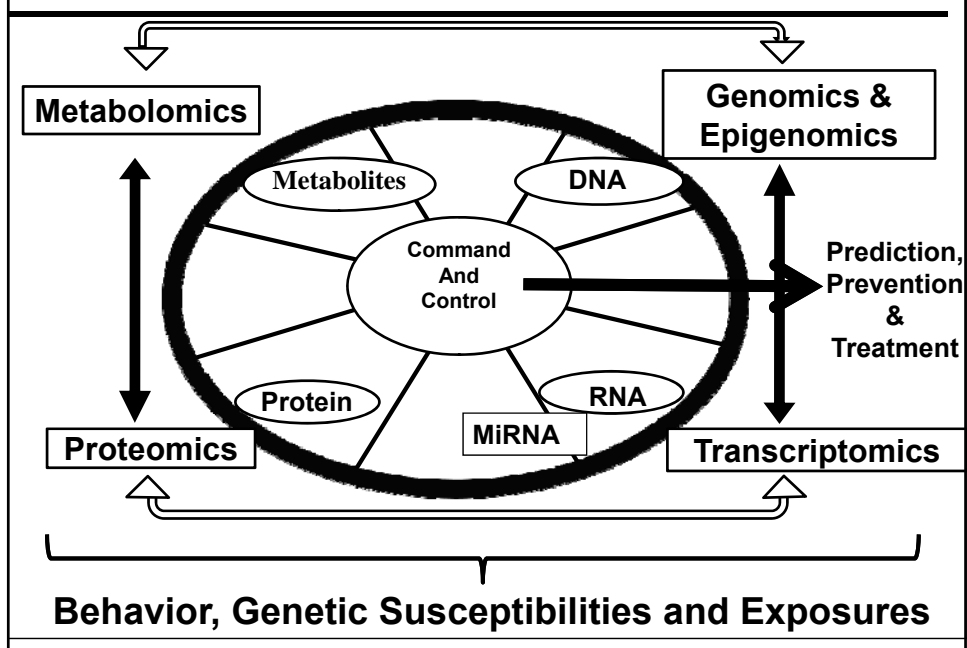 Metabolomics
Genomics &
Epigenomics
Metabolites
DNA
Command
And
Control
Prediction,
Prevention
&
Treatment
Protein
RNA
MiRNA
Proteomics
Transcriptomics
Behavior, Genetic Susceptibilities and Exposures